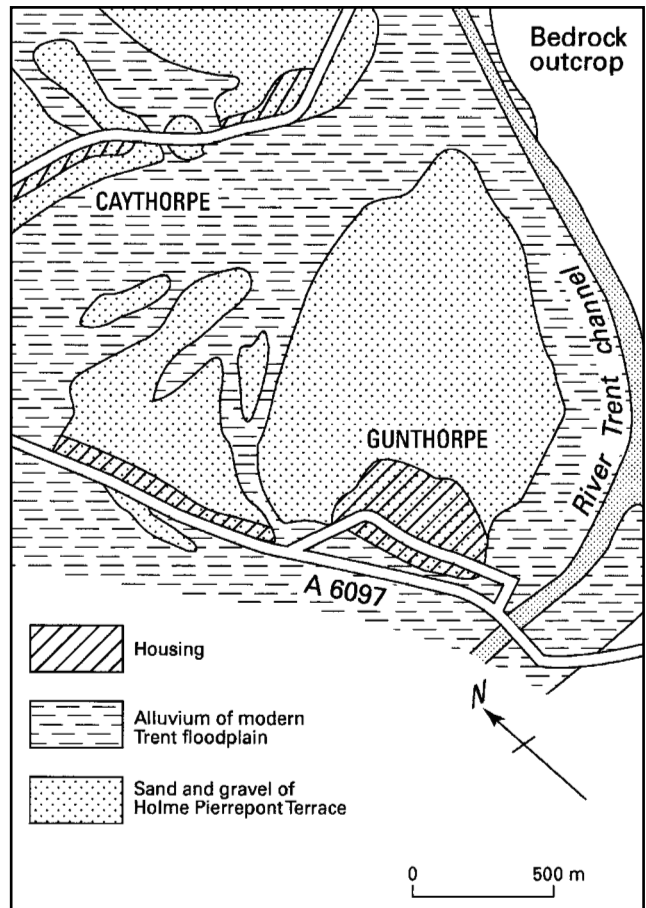 Bedrock
outcrop
CAYTHORPE
River Trent channel
GUNTHORPE
A 6097
Housing
Alluvium of modern
Trent floodplain
Sand and gravel of
Holme Pierrepont Terrace
N
0 500 m